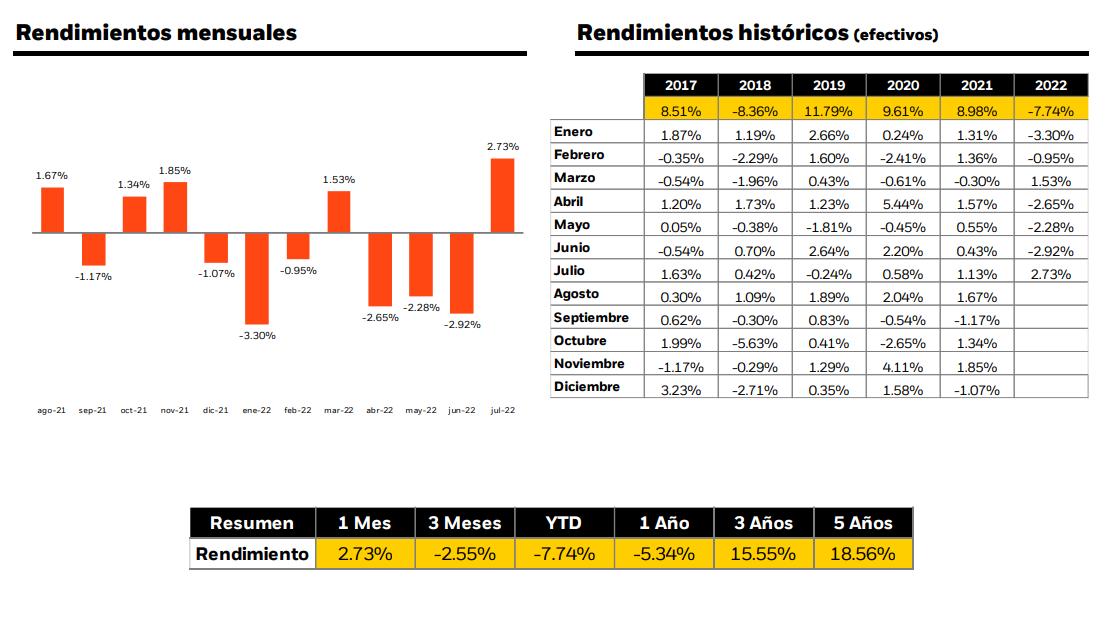 Rendimientos mensuales
1.67%
-1.17%
1.34%
1.85%
-1.07%
-3.30%
-0.95%
1.53%
-2.65%
-2.28%
-2.92%
2.73%
ago-21 sep-21 oct-21 nov-21 dic-21 ene-22 feb-22 mar-22 abr-22 may-22 jun-22 jul-22
Rendimientos históricos (efectivos)
2017 2018 2019 2020 2021 2022
8.51% -8.36% 11.79% 9.61% 8.98% -7.74%
Enero 1.87% 1.19% 2.66% 0.24% 1.31% -3.30%
Febrero -0.35% -2.29% 1.60% -2.41% 1.36% -0.95%
Marzo -0.54% -1.96% 0.43% -0.61% -0.30% 1.53%
Abril 1.20% 1.73% 1.23% 5.44% 1.57% -2.65%
Mayo 0.05% -0.38% -1.81% -0.45% 0.55% -2.28%
Junio -0.54% 0.70% 2.64% 2.20% 0.43% -2.92%
Julio 1.63% 0.42% -0.24% 0.58% 1.13% 2.73%
Agosto 0.30% 1.09% 1.89% 2.04% 1.67%
Septiembre 0.62% -0.30% 0.83% -0.54% -1.17%
Octubre 1.99% -5.63% 0.41% -2.65% 1.34%
Noviembre -1.17% -0.29% 1.29% 4.11% 1.85%
Diciembre 3.23% -2.71% 0.35% 1.58% -1.07%
Resumen 1 Mes 3 Meses YTD 1 Año 3 Años 5 Años
Rendimiento 2.73% -2.55% -7.74% -5.34% 15.55% 18.56%